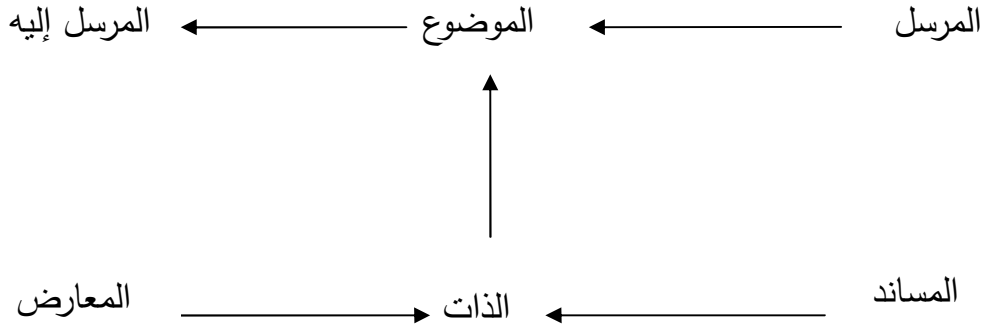 المرسل الموضوع المرسل إليه
المساند الذات المعارض